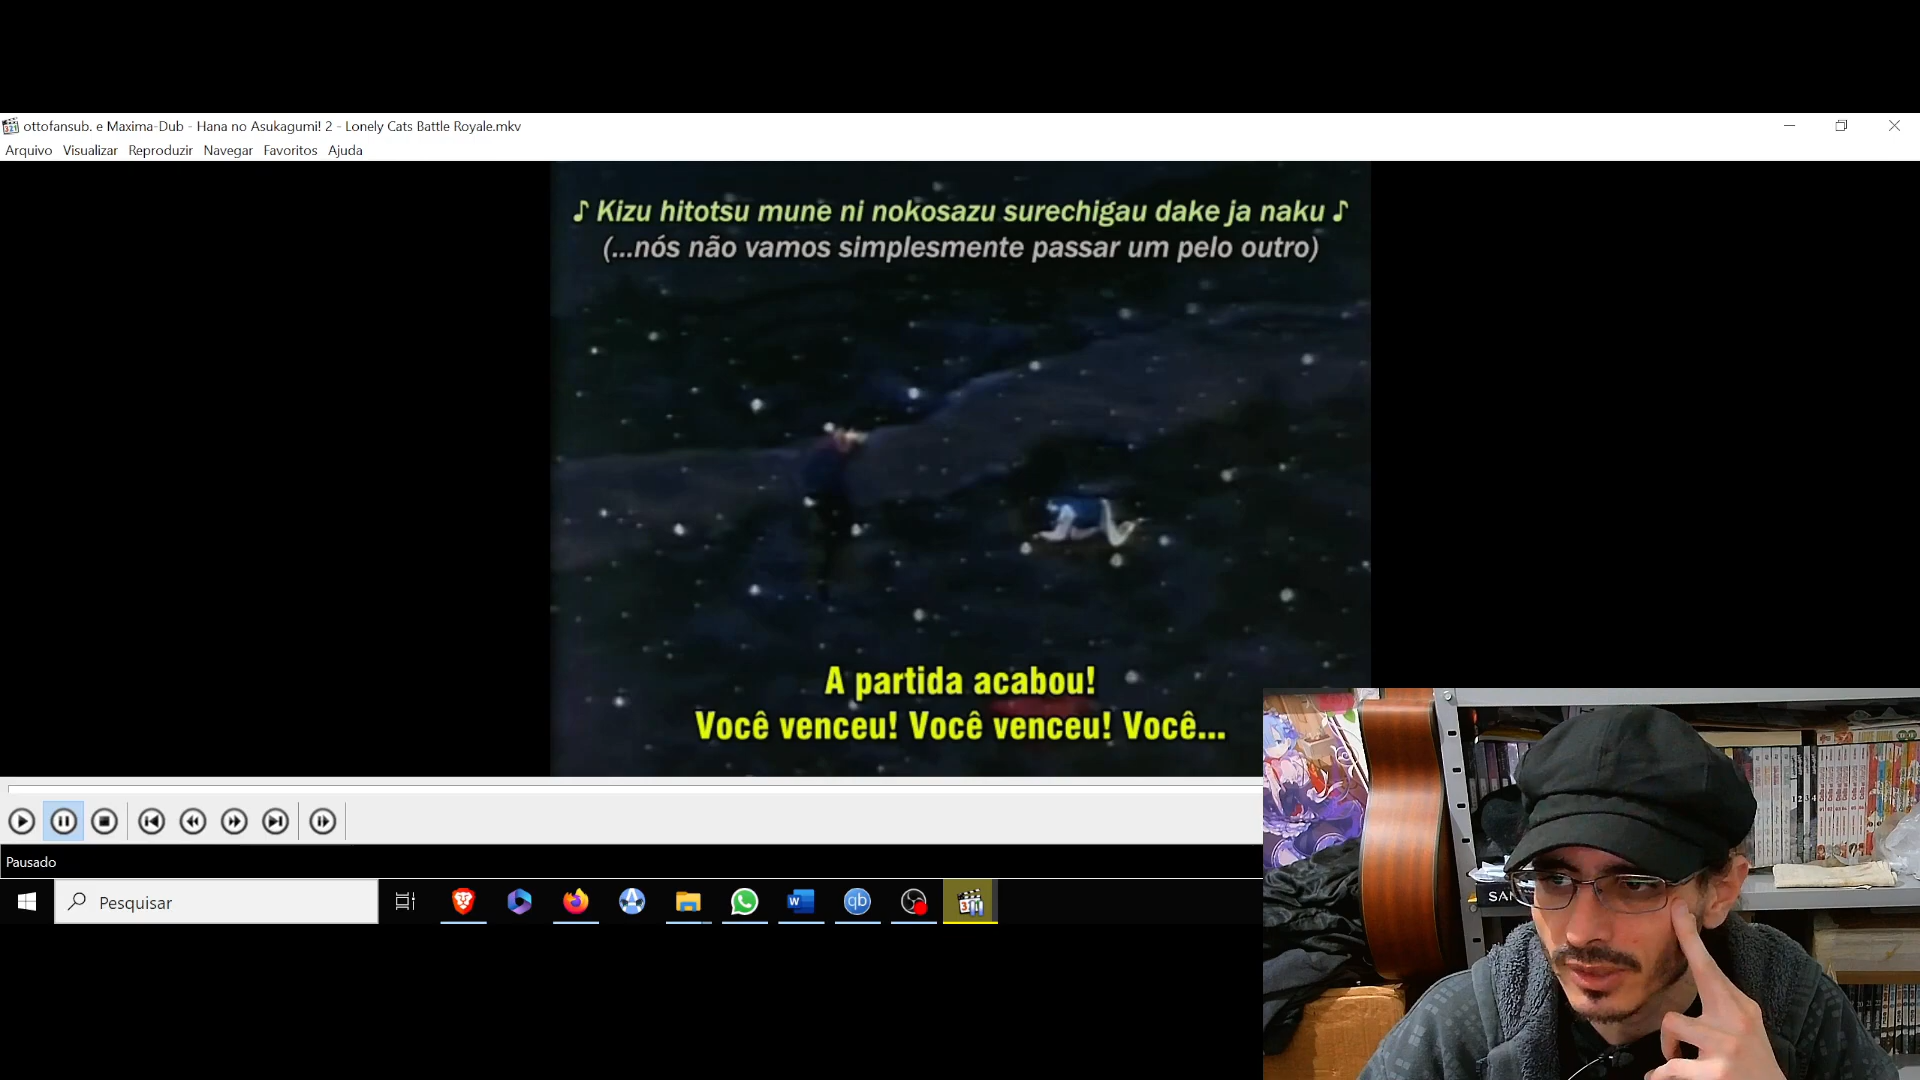 ottofansub. e Maxima-Dub - Hana no Asukagumi! 2 - Lonely Cats Battle Royale.mkv
Arquivo Visualizar Reproduzir Navegar Favoritos Ajuda
♪ Kizu hitotsu mune ni nokosazu surechigau dake ja naku ♪
(...nós não vamos simplesmente passar um pelo outro)
A partida acabou!
Você venceu! Você venceu! Você...
Pausado
Pesquisar